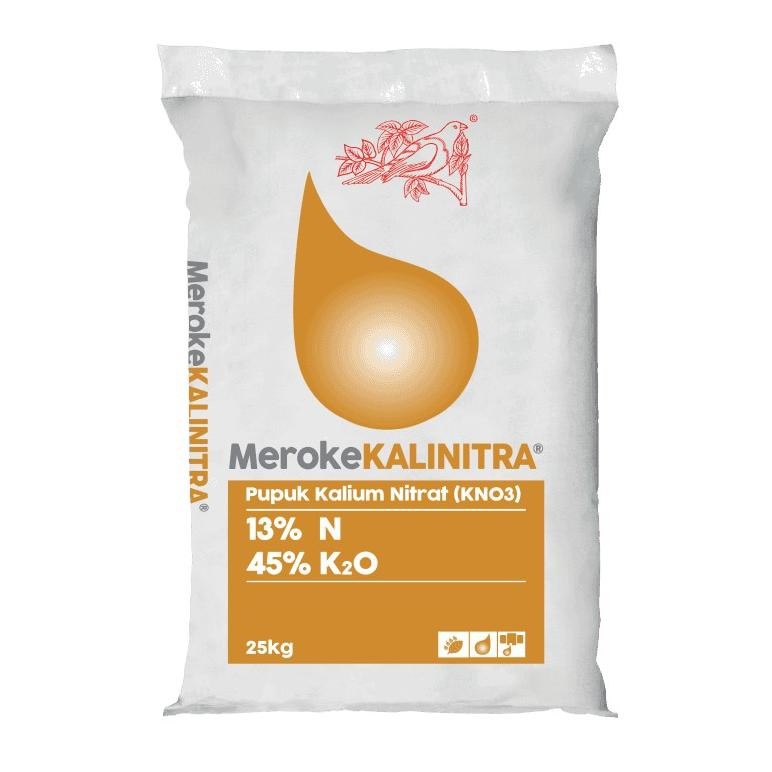 ©
MerokeKALINITRA®
MerokeKALINITRA®
Pupuk Kalium Nitrat (KNO3)
13% N
45% K₂O
25kg